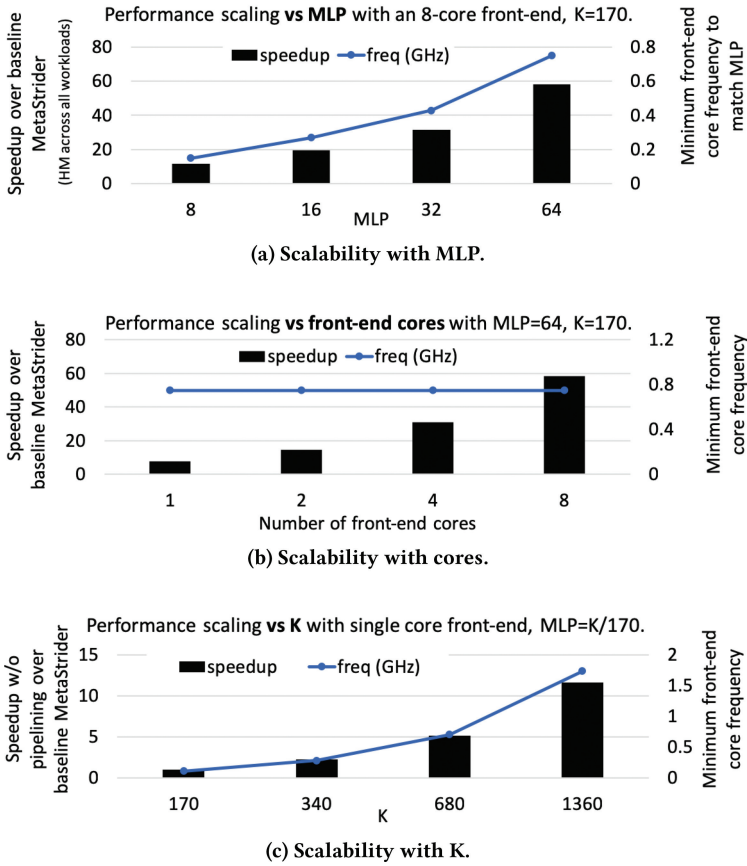 Performance scaling vs MLP with an 8-core front-end, K=170.
Speedup over baseline
MetaStrider
(HM across all workloads)
80
60
40
20
0
speedup
freq (GHz)
0.8
0.6
0.4
0.2
0
Minimum front-end
core frequency to
match MLP
8
16
32
64
MLP
(a) Scalability with MLP.
Performance scaling vs front-end cores with MLP=64, K=170.
Speedup over
baseline MetaStrider
80
60
40
20
0
speedup
freq (GHz)
1.2
0.8
0.4
0
Minimum front-end
core frequency
1
2
4
8
Number of front-end cores
(b) Scalability with cores.
Performance scaling vs K with single core front-end, MLP=K/170.
Speedup w/o
pipelining over
baseline MetaStrider
15
10
5
0
speedup
freq (GHz)
2
1.5
1
0.5
0
Minimum front-end
core frequency
170
340
680
1360
K
(c) Scalability with K.